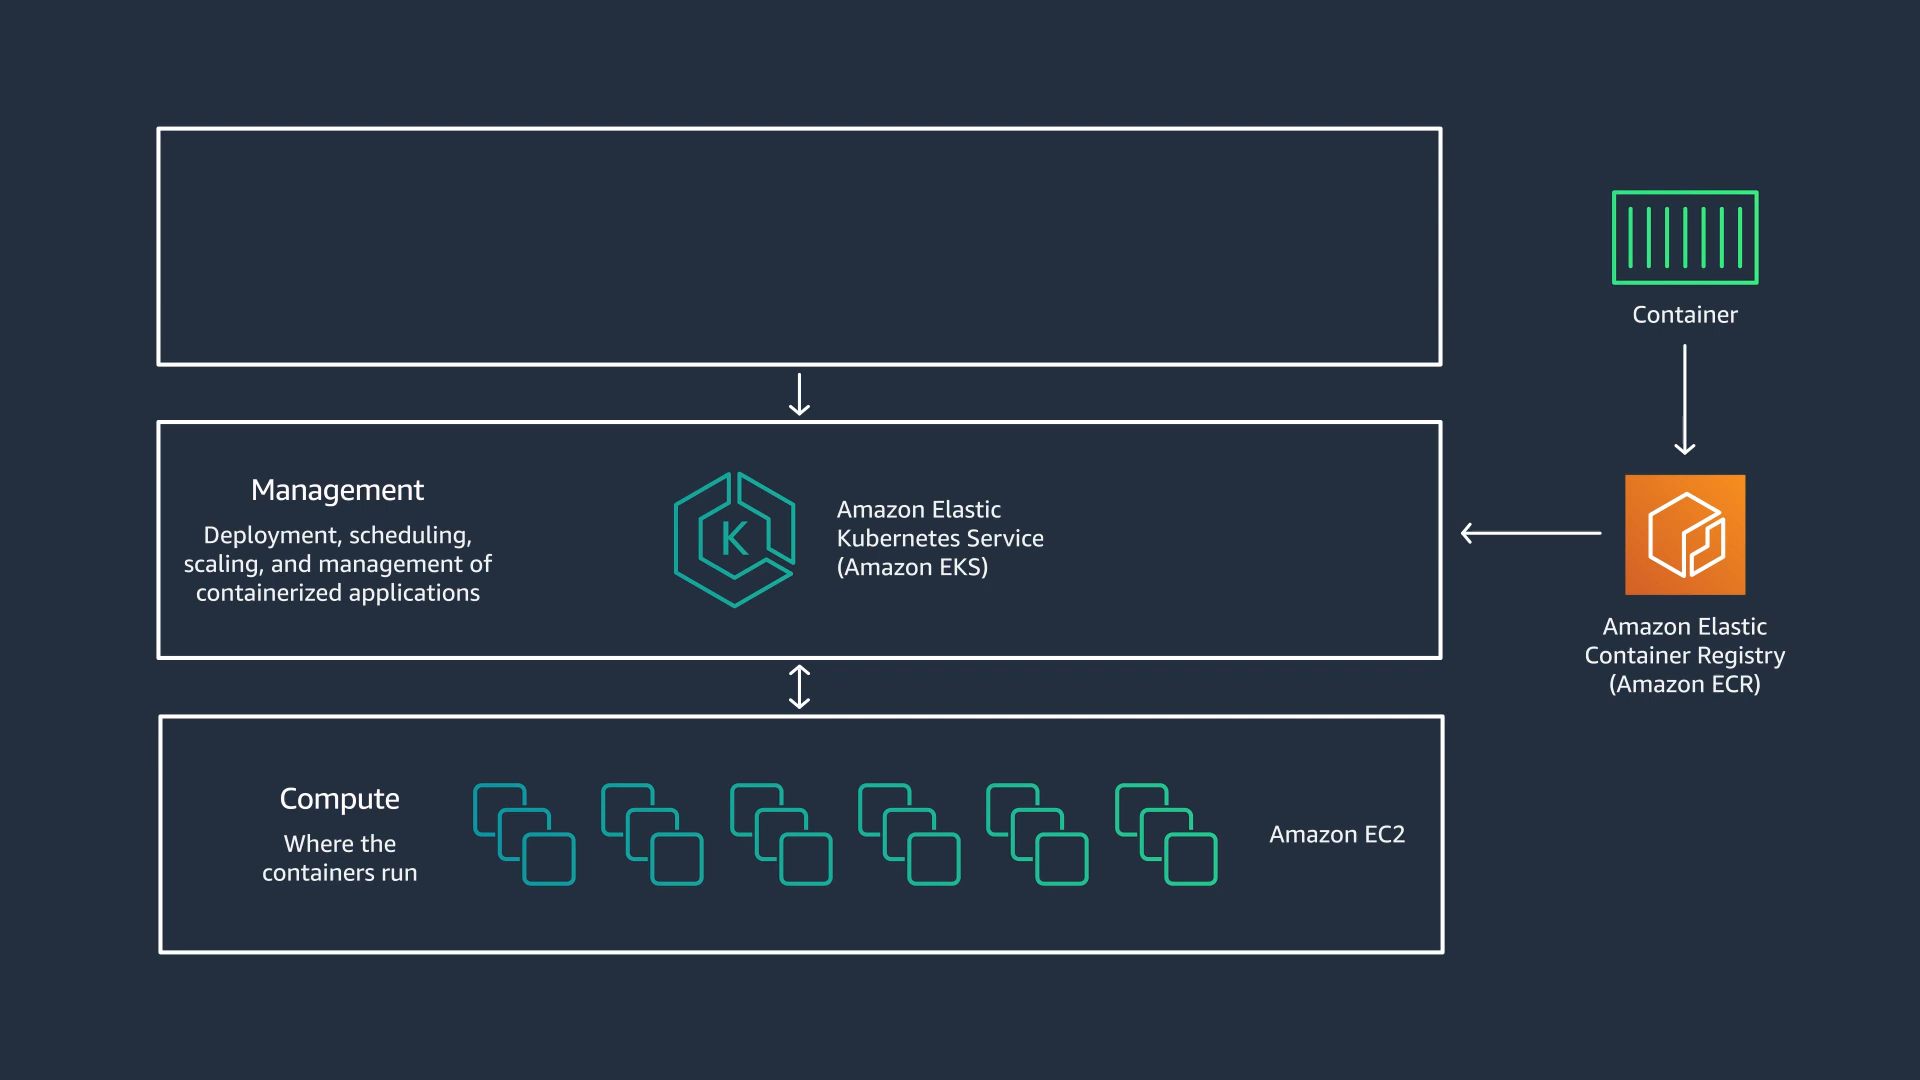 Container
Management
Deployment, scheduling,
scaling, and management of
containerized applications
K
Amazon Elastic
Kubernetes Service
(Amazon EKS)
Amazon Elastic
Container Registry
(Amazon ECR)
Compute
Where the
containers run
Amazon EC2